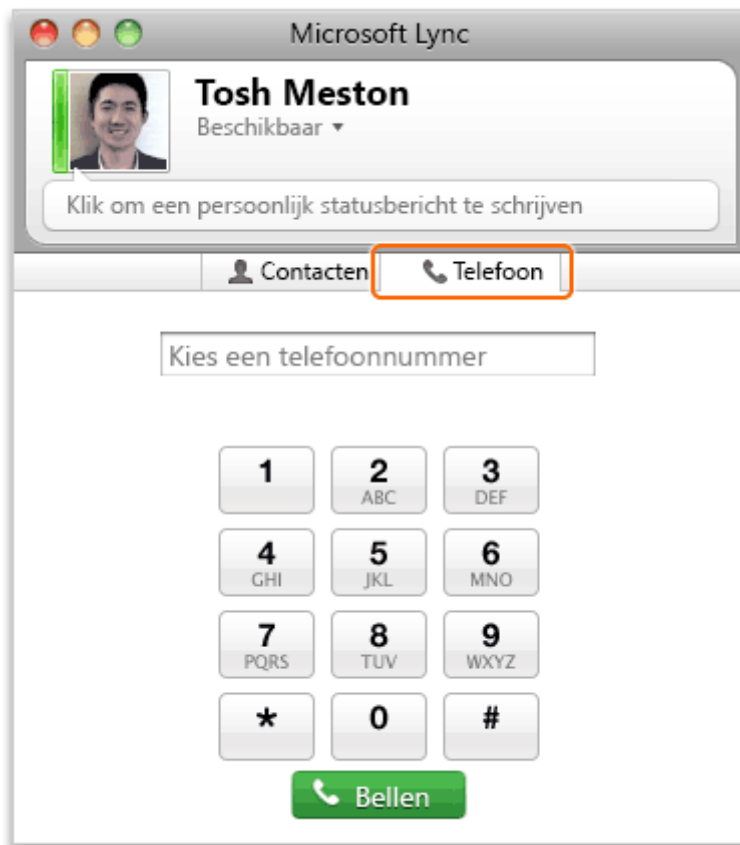 Microsoft Lync
Tosh Meston
Beschikbaar
Klik om een persoonlijk statusbericht te schrijven
Contacten Telefoon
Kies een telefoonnummer
1 2 3
ABC DEF
4 5 6
GHI JKL MNO
7 8 9
PQRS TUV WXYZ
* 0 #
Bellen